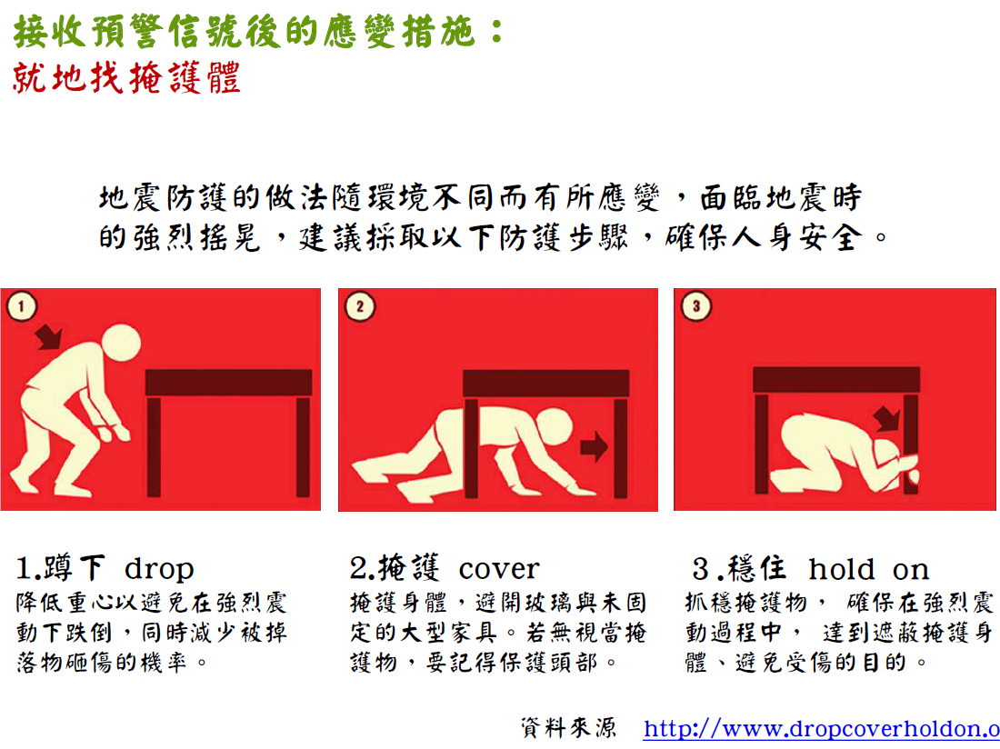 接收預警信號後的應變措施：
就地找掩護體
地震防護的做法隨環境不同而有所應變，面臨地震時
的強烈搖晃，建議採取以下防護步驟，確保人身安全。
1
2
3
1.蹲下 drop
降低重心以避免在強烈震
動下跌倒，同時減少被掉
落物砸傷的機率。
2.掩護 cover
掩護身體，避開玻璃與未固
定的大型家具。若無視當掩
護物，要記得保護頭部。
３.穩住 hold on
抓穩掩護物， 確保在強烈震
動過程中， 達到遮蔽掩護身
體、避免受傷的目的。
資料來源 http://www.dropcoverholdon.o